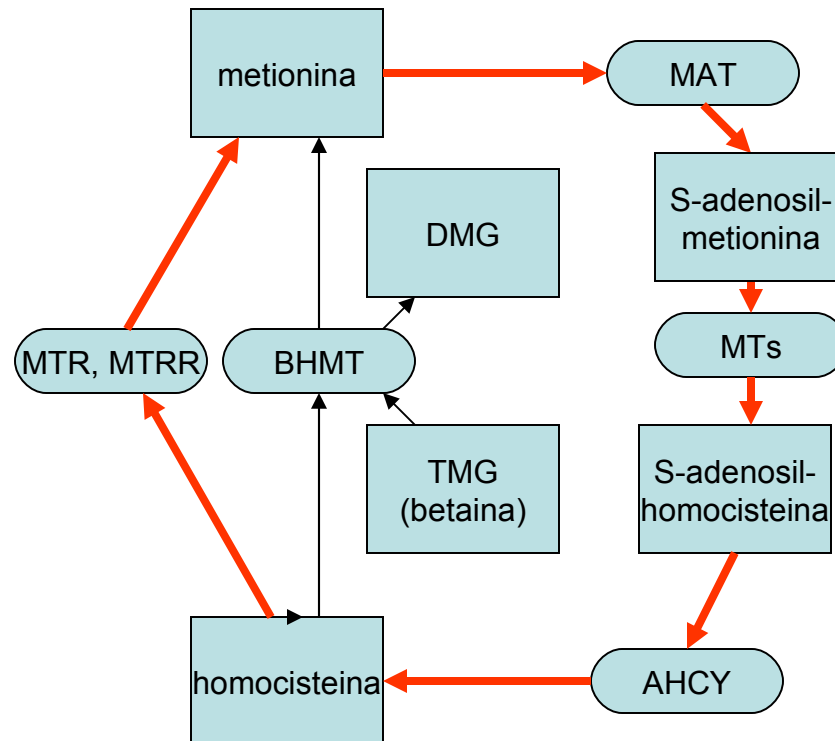 metionina
MAT
S-adenosil-
metionina
DMG
MTR, MTRR
BHMT
MTs
TMG
(betaina)
S-adenosil-
homocisteina
homocisteina
AHCY